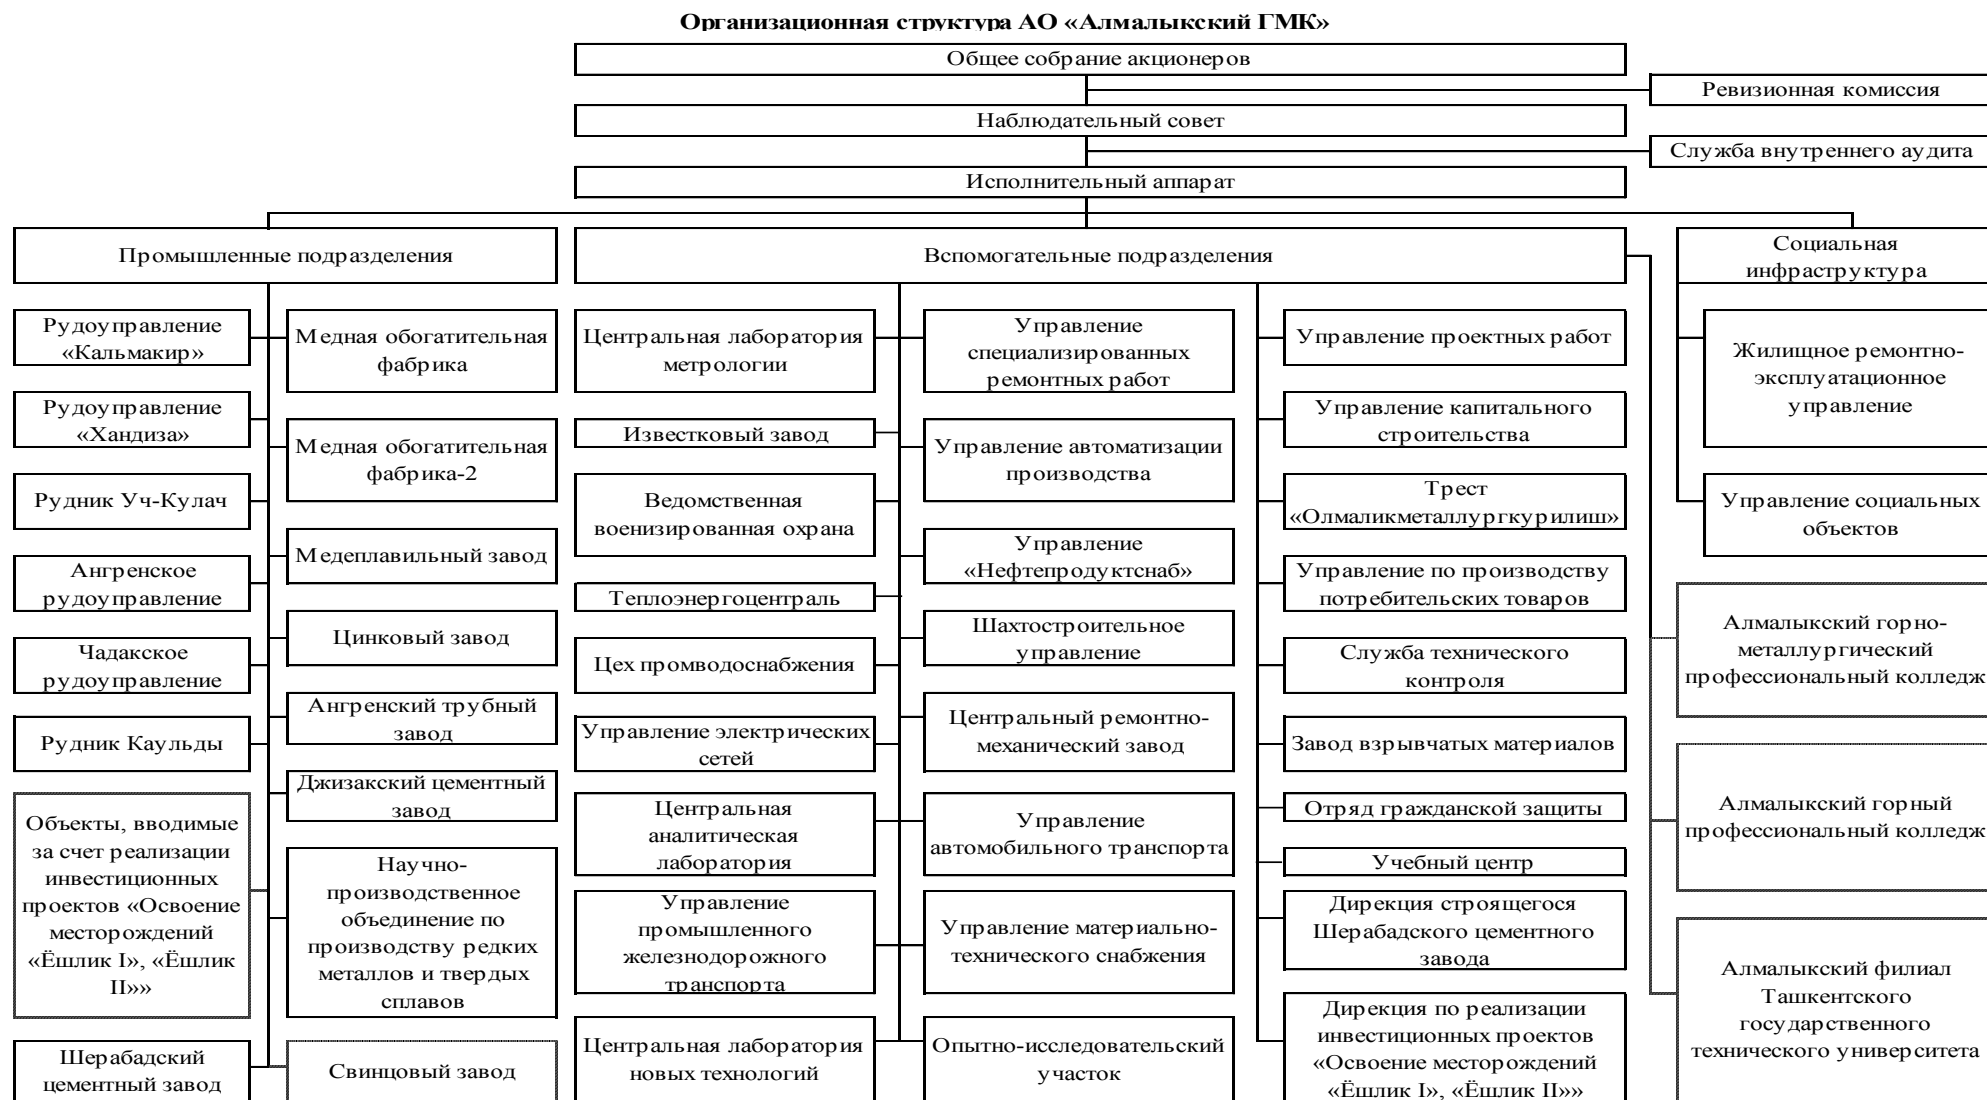 Организационная структура АО «Алмалыкский ГМК»
Общее собрание акционеров
Ревизионная комиссия
Наблюдательный совет
Служба внутреннего аудита
Исполнительный аппарат
Промышленные подразделения
Вспомогательные подразделения
Социальная
инфраструктура
Рудоуправление
«Кальмакир»
Рудоуправление
«Хандиза»
Рудник Уч-Кулач
Ангренское
рудоуправление
Чадакское
рудоуправление
Рудник Каульды
Объекты, вводимые
за счет реализации
инвестиционных
проектов «Освоение
месторождений
«Ёшлик I», «Ёшлик
II»»
Шерабадский
цементный завод
Медная обогатительная
фабрика
Медная обогатительная
фабрика-2
Медеплавильный завод
Цинковый завод
Ангренский трубный
завод
Джизакский цементный
завод
Научно-
производственное
объединение по
производству редких
металлов и твердых
сплавов
Свинцовый завод
Центральная лаборатория
метрологии
Известковый завод
Ведомственная
военизированная охрана
Теплоэнергоцентраль
Цех промводоснабжения
Управление электрических
сетей
Центральная
аналитическая
лаборатория
Управление
промышленного
железнодорожного
транспорта
Центральная лаборатория
новых технологий
Управление
специализированных
ремонтных работ
Управление автоматизации
производства
Управление
«Нефтепродуктснаб»
Шахтостроительное
управление
Центральный ремонтно-
механический завод
Управление
автомобильного транспорта
Управление материально-
технического снабжения
Опытно-исследовательский
участок
Управление проектных работ
Управление капитального
строительства
Трест
«Олмаликметаллургкурилиш»
Управление по производству
потребительских товаров
Служба технического
контроля
Завод взрывчатых материалов
Отряд гражданской защиты
Учебный центр
Дирекция строящегося
Шерабадского цементного
завода
Дирекция по реализации
инвестиционных проектов
«Освоение месторождений
«Ёшлик I», «Ёшлик II»»
Жилищное ремонтно-
эксплуатационное
управление
Управление социальных
объектов
Алмалыкский горно-
металлургический
профессиональный колледж
Алмалыкский горный
профессиональный колледж
Алмалыкский филиал
Ташкентского
государственного
технического университета